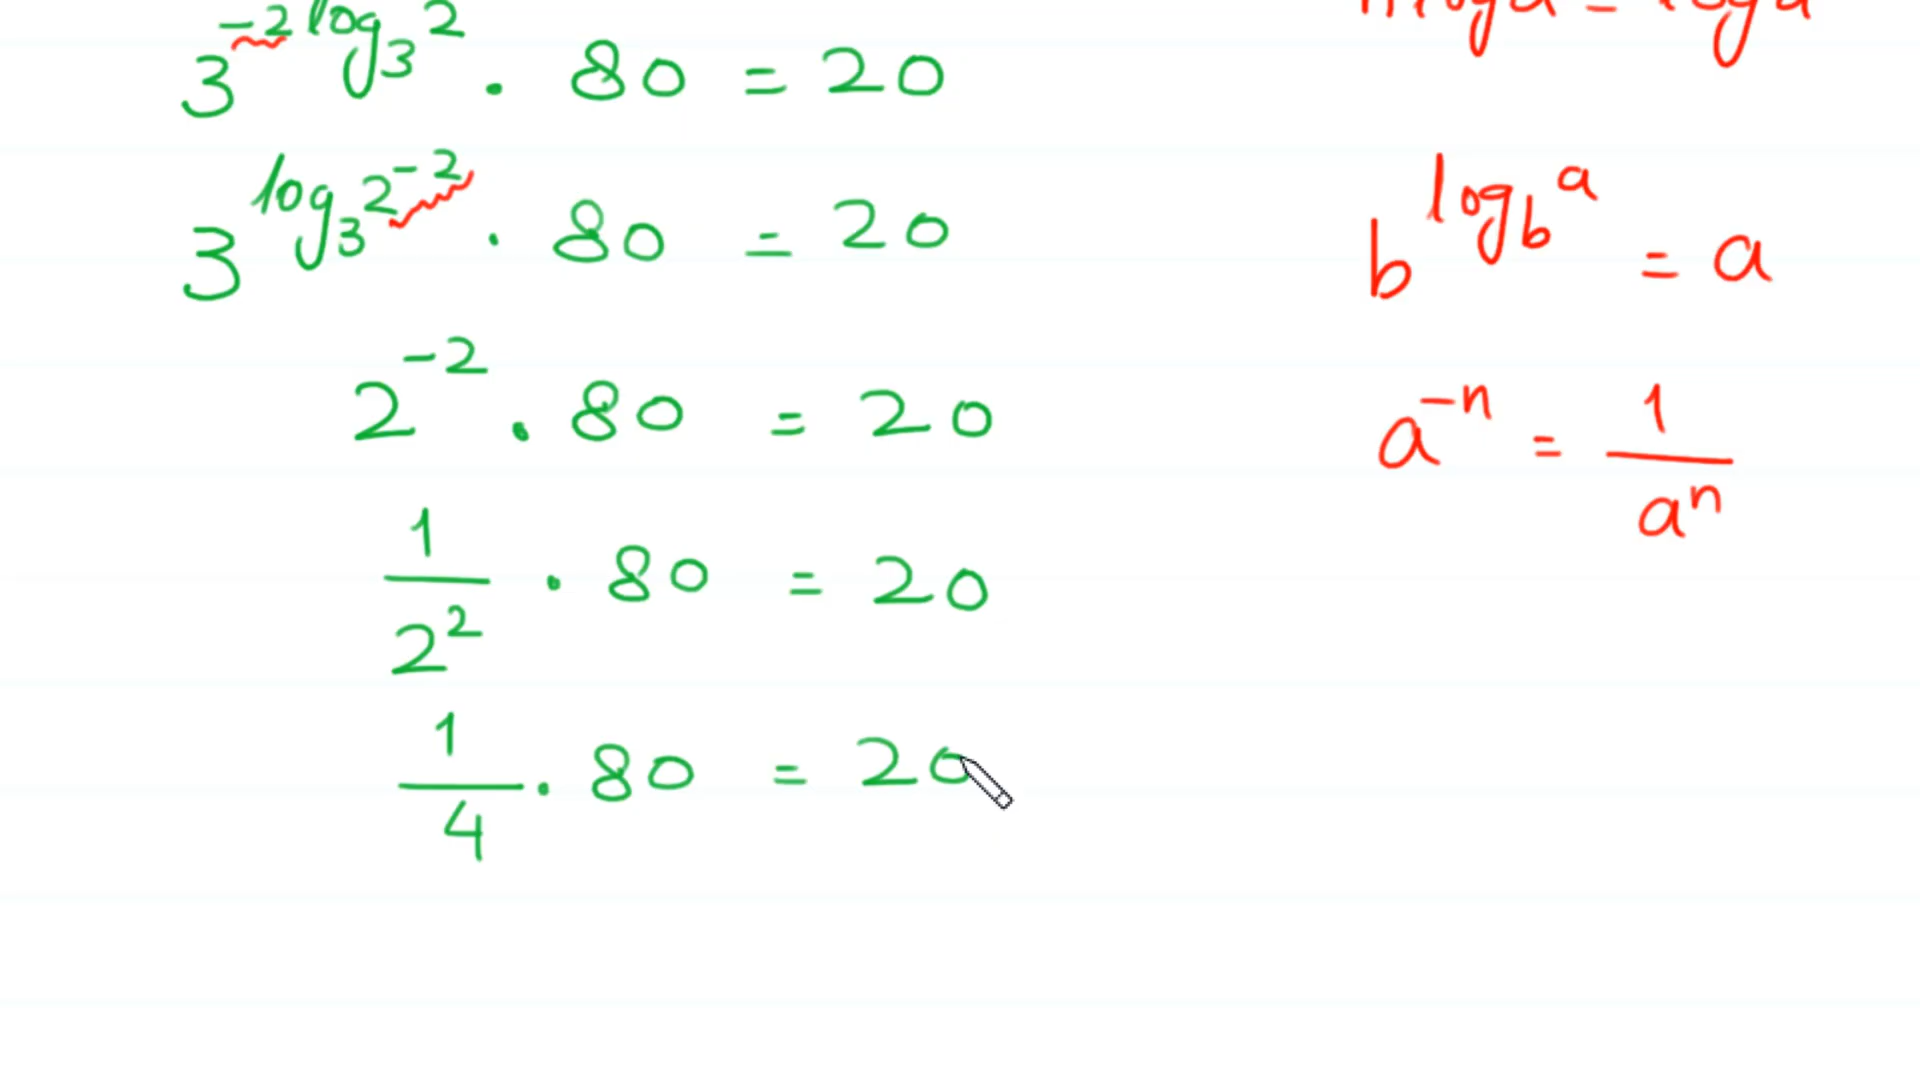 3^(-2 log_3 2) · 80 = 20
3^(log_3 2^(-2)) · 80 = 20
2^(-2) · 80 = 20
1/2^2 · 80 = 20
1/4 · 80 = 20
b^(log_b a) = a
a^(-n) = 1/a^n